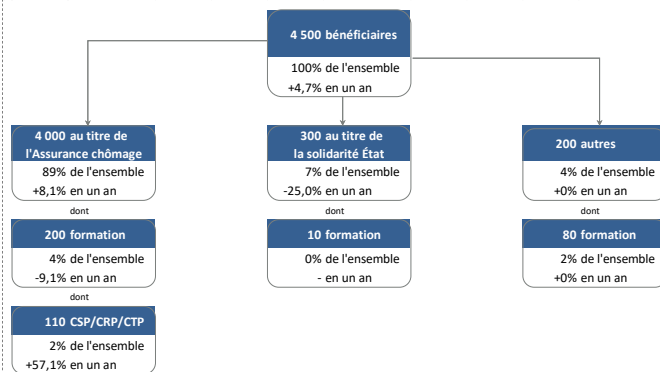 4 500 bénéficiaires
100% de l'ensemble
+4,7% en un an
4 000 au titre de
l'Assurance chômage
89% de l'ensemble
+8,1% en un an
dont
200 formation
4% de l'ensemble
-9,1% en un an
dont
110 CSP/CRP/CTP
2% de l'ensemble
+57,1% en un an
300 au titre de
la solidarité État
7% de l'ensemble
-25,0% en un an
dont
10 formation
0% de l'ensemble
- en un an
200 autres
4% de l'ensemble
+0% en un an
dont
80 formation
2% de l'ensemble
+0% en un an